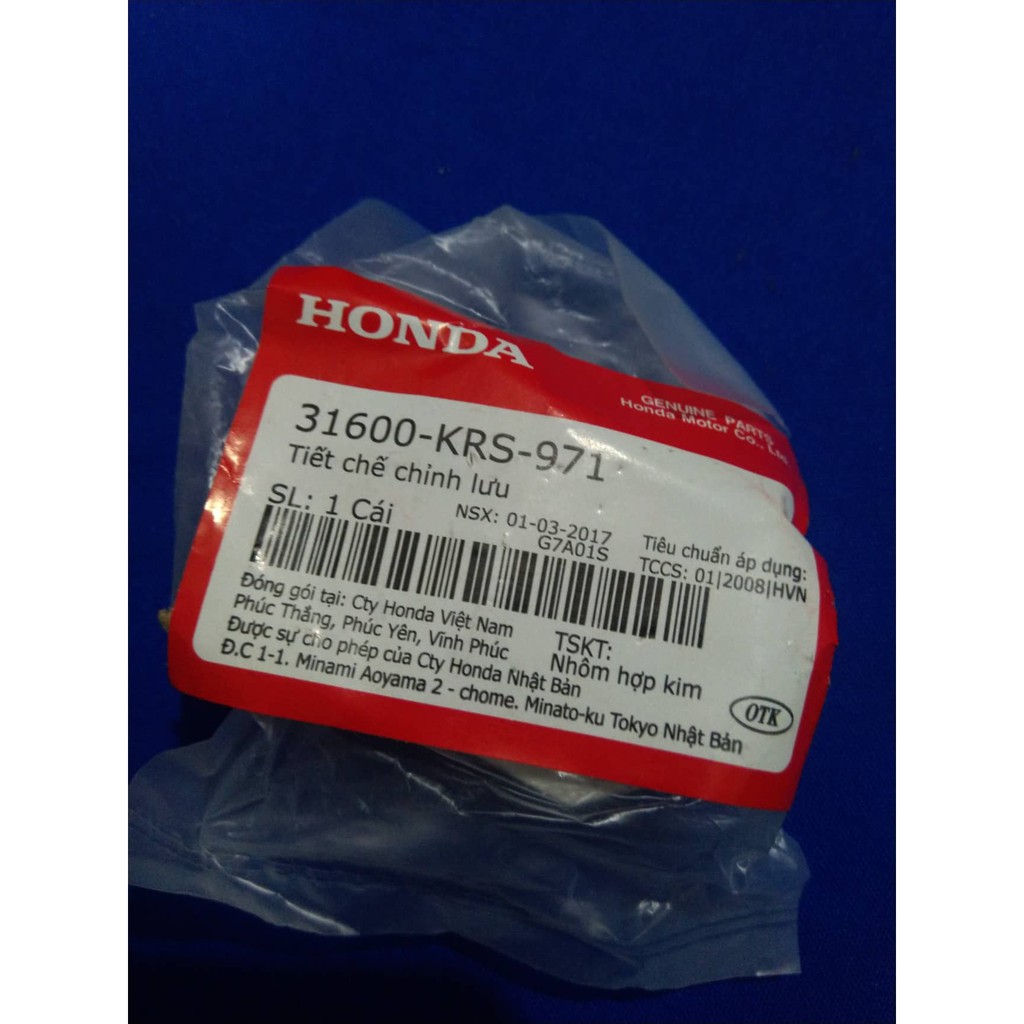 HONDA
GENUINE PARTS
Honda Motor Co., Ltd
31600-KRS-971
Tiết chế chỉnh lưu
SL: 1 Cái
NSX: 01-03-2017
G7A01S
Tiêu chuẩn áp dụng:
TCCS: 01|2008|HVN
Đóng gói tại: Cty Honda Việt Nam
Phúc Thắng, Phúc Yên, Vĩnh Phúc
Được sự cho phép của Cty Honda Nhật Bản
Đ.C 1-1. Minami Aoyama 2 - chome. Minato-ku Tokyo Nhật Bản
TSKT:
Nhôm hợp kim
OTK